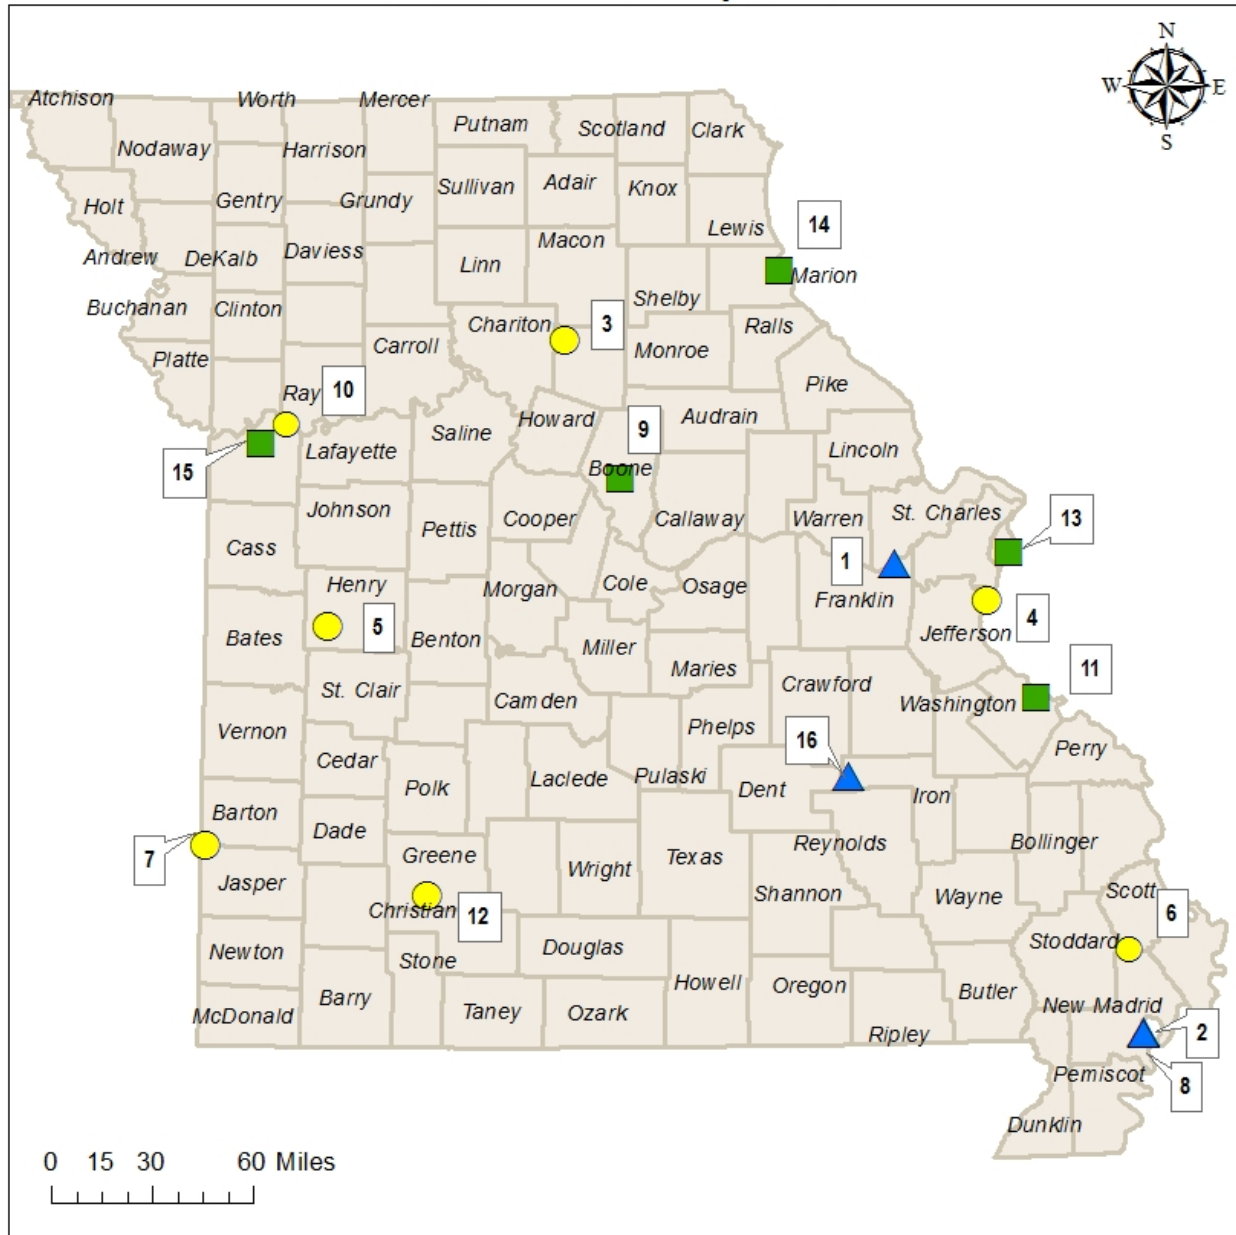 N
W E
S
Atchison
Worth
Mercer
Putnam
Scotland
Clark
Nodaway
Harrison
Sullivan
Adair
Knox
Holt
Gentry
Grundy
Lewis
14
Andrew
DeKalb
Daviess
Linn
Macon
Marion
Buchanan
Clinton
Shelby
Chariton
3
Ralls
Platte
Carroll
Monroe
Pike
Ray
10
Howard
Audrain
Saline
9
Lafayette
Boone
Lincoln
15
Johnson
Pettis
Cooper
Callaway
Warren
St. Charles
13
Cass
1
Henry
Morgan
Cole
Osage
Franklin
5
Bates
Benton
Miller
Jefferson
4
Maries
11
St. Clair
Camden
Crawford
Washington
Vernon
Phelps
16
Perry
Cedar
Polk
Laclede
Pulaski
Dent
Iron
Barton
Dade
7
Greene
Wright
Texas
Reynolds
Bollinger
Jasper
Shannon
Wayne
Scott
Christian
12
6
Newton
Stone
Douglas
Stoddard
McDonald
Barry
Taney
Ozark
Howell
Oregon
Butler
New Madrid
Ripley
2
Pemiscot
8
Dunklin
0 15 30 60 Miles